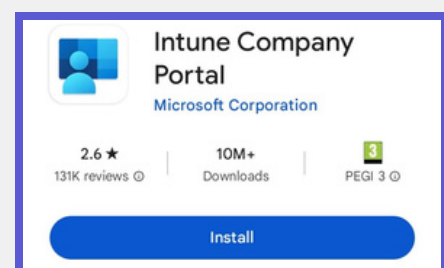 Intune Company
Portal
Microsoft Corporation
2.6 ★
131K reviews
10M+
Downloads
3
PEGI 3
Install